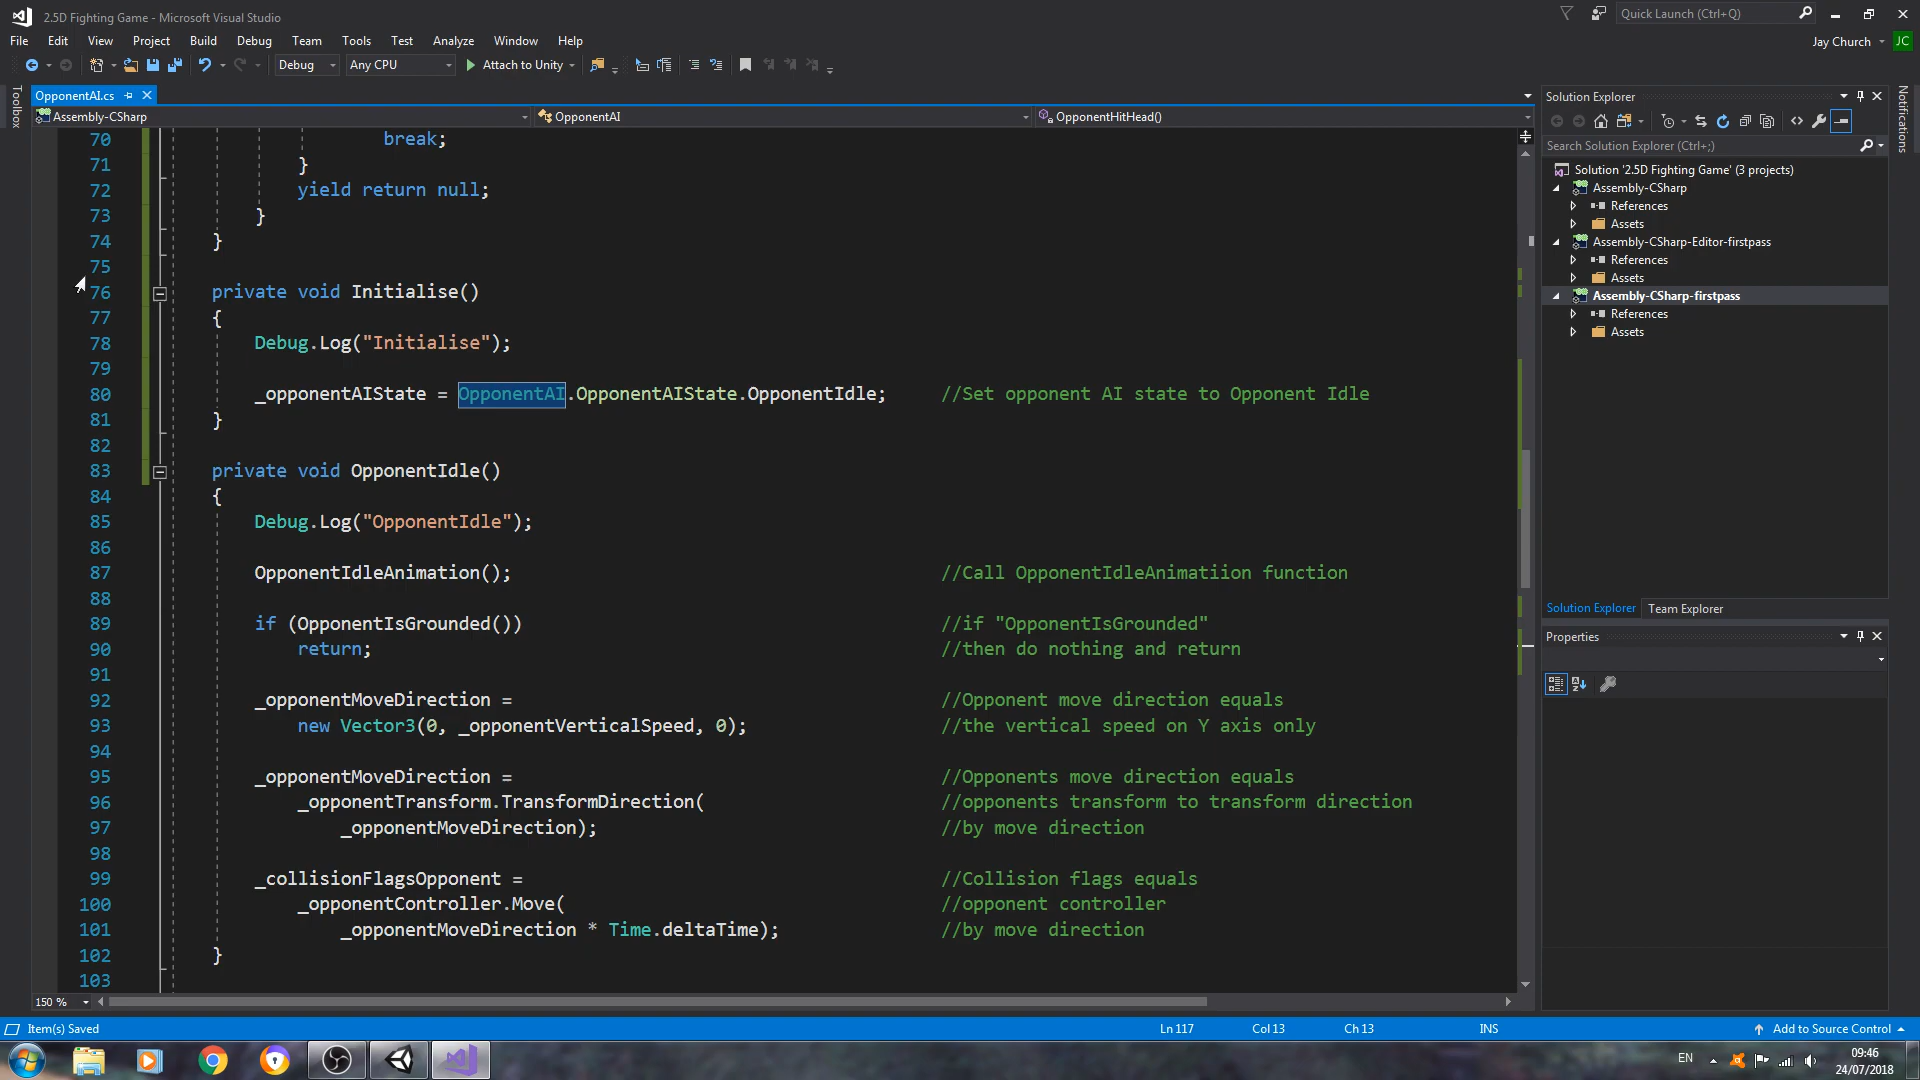 2.5D Fighting Game - Microsoft Visual Studio
Quick Launch (Ctrl+Q)
File Edit View Project Build Debug Team Tools Test Analyze Window Help
Jay Church JC
Debug Any CPU Attach to Unity
Toolbox
OpponentAI.cs
Assembly-CSharp OpponentAI OpponentHitHead()
70 break;
71 }
72 yield return null;
73 }
74 }
75
76 private void Initialise()
77 {
78 Debug.Log("Initialise");
79
80 _opponentAIState = OpponentAI.OpponentAIState.OpponentIdle; //Set opponent AI state to Opponent Idle
81 }
82
83 private void OpponentIdle()
84 {
85 Debug.Log("OpponentIdle");
86
87 OpponentIdleAnimation(); //Call OpponentIdleAnimatiion function
88
89 if (OpponentIsGrounded()) //if "OpponentIsGrounded"
90 return; //then do nothing and return
91
92 _opponentMoveDirection = //Opponent move direction equals
93 new Vector3(0, _opponentVerticalSpeed, 0); //the vertical speed on Y axis only
94
95 _opponentMoveDirection = //Opponents move direction equals
96 _opponentTransform.TransformDirection( //opponents transform to transform direction
97 _opponentMoveDirection); //by move direction
98
99 _collisionFlagsOpponent = //Collision flags equals
100 _opponentController.Move( //opponent controller
101 _opponentMoveDirection * Time.deltaTime); //by move direction
102 }
103
150 %
Solution Explorer
Search Solution Explorer (Ctrl+;)
Solution '2.5D Fighting Game' (3 projects)
Assembly-CSharp
References
Assets
Assembly-CSharp-Editor-firstpass
References
Assets
Assembly-CSharp-firstpass
References
Assets
Solution Explorer Team Explorer
Properties
Notifications
Item(s) Saved Ln 117 Col 13 Ch 13 INS Add to Source Control
EN 09:46
24/07/2018